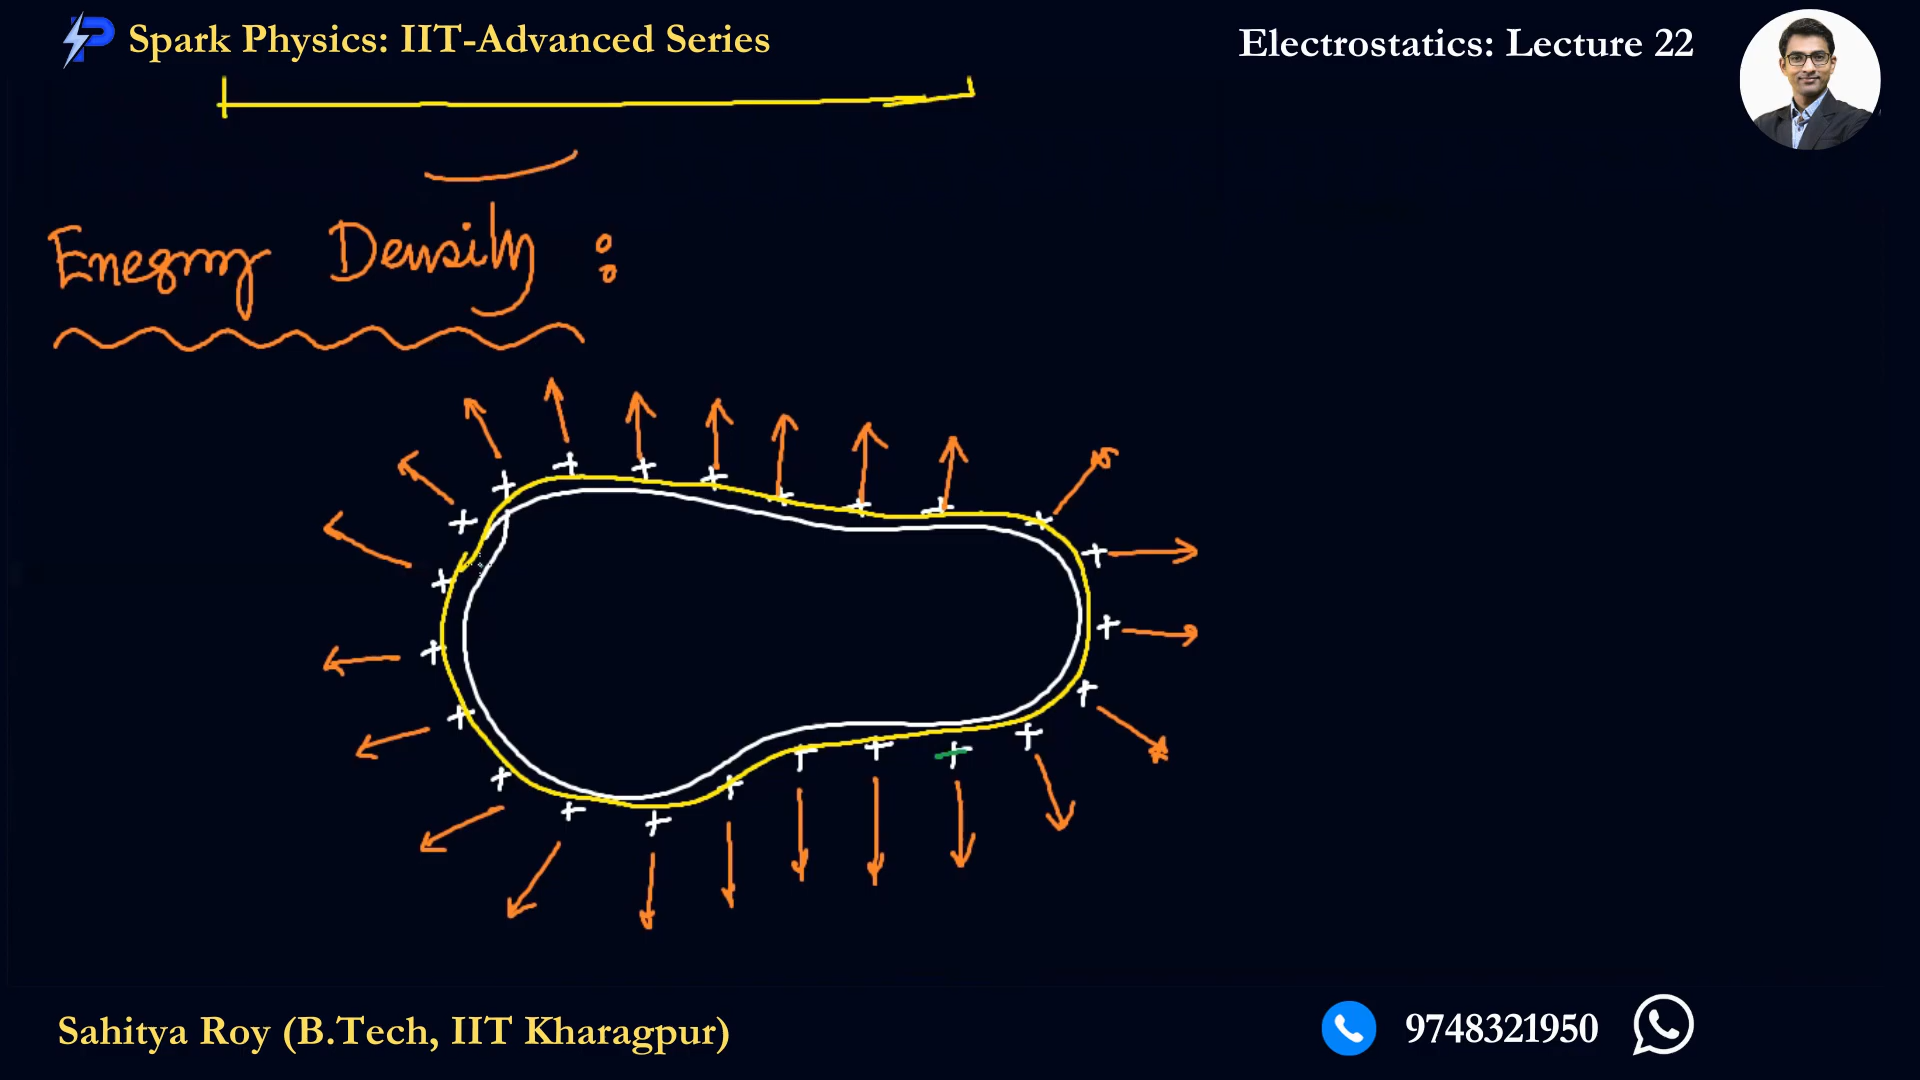 Spark Physics: IIT-Advanced Series
Electrostatics: Lecture 22
Energy Density :
Sahitya Roy (B.Tech, IIT Kharagpur)
9748321950